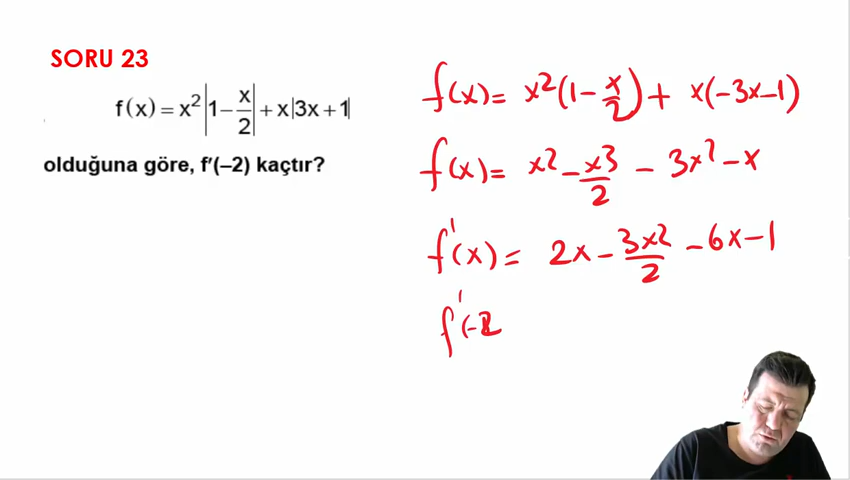 SORU 23
f(x) = x²|1 − x/2| + x|3x + 1|
olduğuna göre, f′(−2) kaçtır?
f(x) = x²(1 − x/2) + x(−3x−1)
f(x) = x² − x3/2 − 3x² − x
f'(x) = 2x − 3x2/2 − 6x − 1
f'(−2